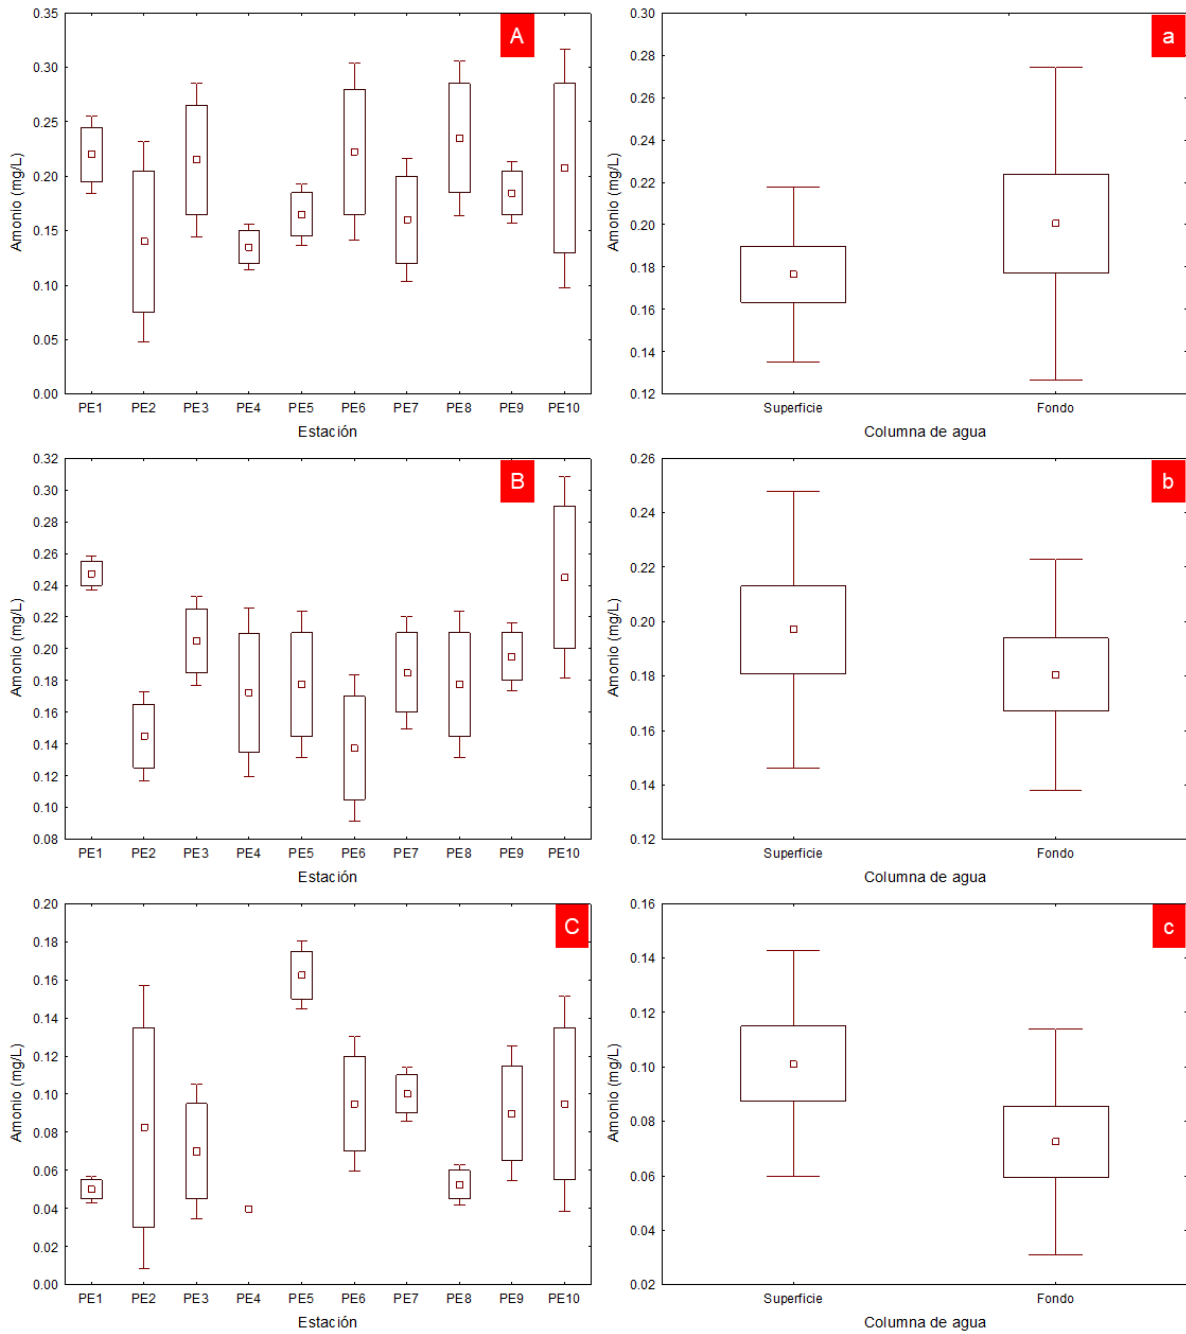 A
Amonio (mg/L)
0.35
0.30
0.25
0.20
0.15
0.10
0.05
0.00
PE1 PE2 PE3 PE4 PE5 PE6 PE7 PE8 PE9 PE10
Estación
a
Amonio (mg/L)
0.30
0.28
0.26
0.24
0.22
0.20
0.18
0.16
0.14
0.12
Superficie Fondo
Columna de agua
B
Amonio (mg/L)
0.32
0.30
0.28
0.26
0.24
0.22
0.20
0.18
0.16
0.14
0.12
0.10
0.08
PE1 PE2 PE3 PE4 PE5 PE6 PE7 PE8 PE9 PE10
Estación
b
Amonio (mg/L)
0.26
0.24
0.22
0.20
0.18
0.16
0.14
0.12
Superficie Fondo
Columna de agua
C
Amonio (mg/L)
0.20
0.18
0.16
0.14
0.12
0.10
0.08
0.06
0.04
0.02
0.00
PE1 PE2 PE3 PE4 PE5 PE6 PE7 PE8 PE9 PE10
Estación
c
Amonio (mg/L)
0.16
0.14
0.12
0.10
0.08
0.06
0.04
0.02
Superficie Fondo
Columna de agua